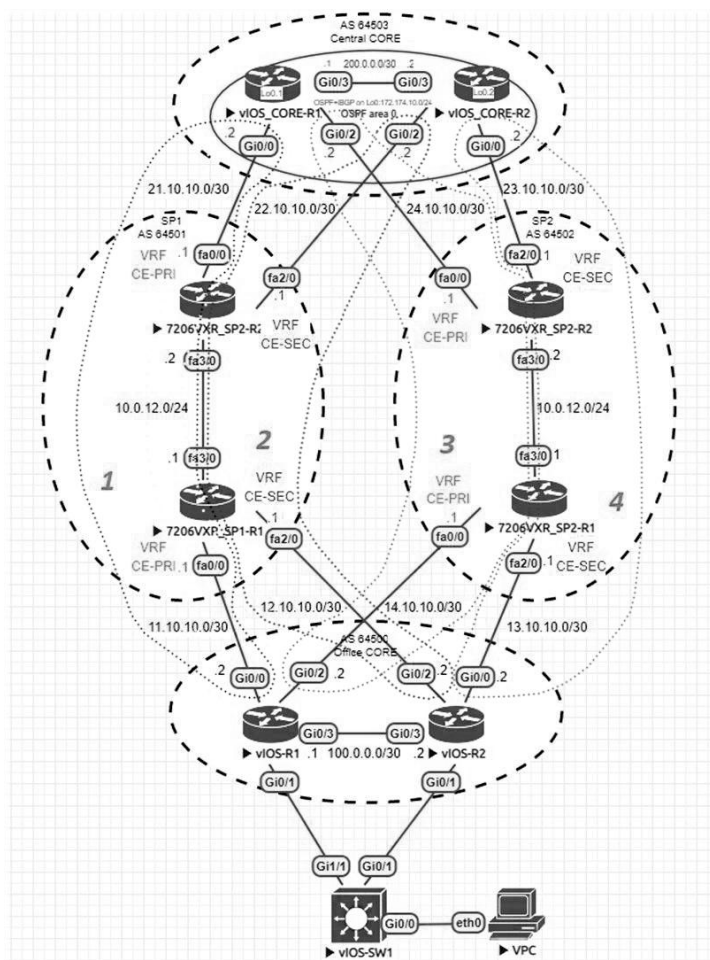 AS 64503
Central CORE
.1 200.0.0.0/30 .2
Gi0/3 Gi0/3
Lo0.1 Lo0.2
OSPF+IBGP on Lo0:172.174.10.0/24
vIOS_CORE-R1 OSPF area 0 vIOS_CORE-R2
.2 Gi0/2 Gi0/2 .2
Gi0/0 .2 .2 Gi0/0
21.10.10.0/30 23.10.10.0/30
22.10.10.0/30 24.10.10.0/30
SP1 SP2
AS 64501 AS 64502
VRF .1 fa0/0 fa2/0 .1 VRF
CE-PRI fa2/0 fa0/0 CE-SEC
.1 .1
7206VXR_SP2-R2 VRF VRF 7206VXR_SP2-R2
CE-SEC CE-PRI
.2 fa3/0 fa3/0 .2
10.0.12.0/24 10.0.12.0/24
2 3
.1 fa3/0 fa3/0 1
1 VRF VRF 4
CE-SEC CE-PRI
.1 .1
7206VXR_SP1-R1 7206VXR_SP2-R1
VRF fa2/0 fa0/0 VRF
CE-PRI .1 fa0/0 fa2/0 .1 CE-SEC
12.10.10.0/30 14.10.10.0/30
11.10.10.0/30 13.10.10.0/30
AS 64500
Office CORE
.2 Gi0/0 Gi0/2 .2 Gi0/2 .2 Gi0/0 .2
Gi0/3 Gi0/3
vIOS-R1 .1 100.0.0.0/30 .2 vIOS-R2
Gi0/1 Gi0/1
Gi1/1 Gi0/1
Gi0/0 eth0
vIOS-SW1 VPC